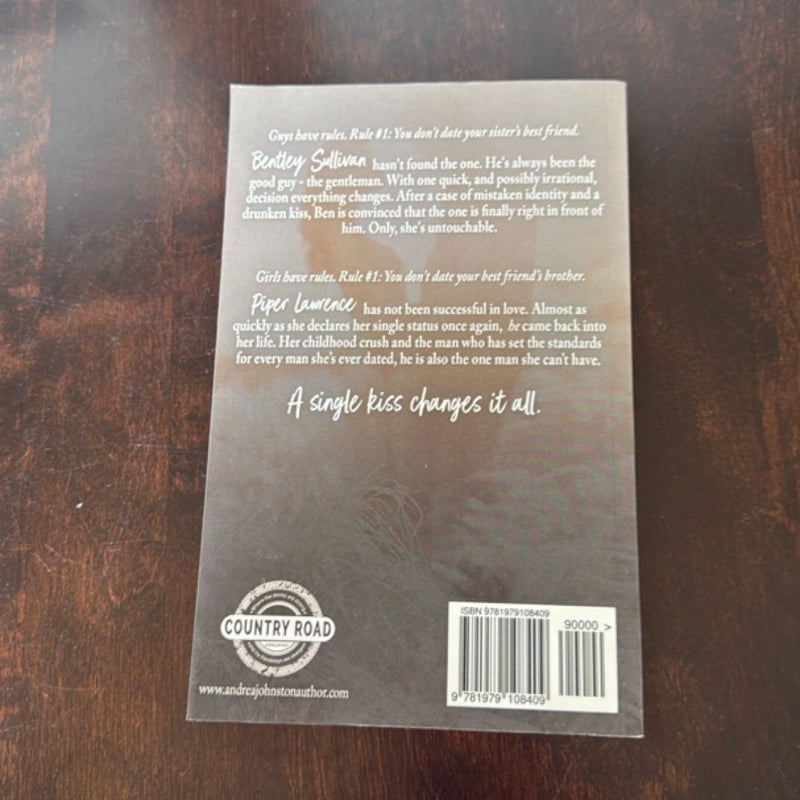 Guys have rules. Rule #1: You don't date your sister's best friend.
Bentley Sullivan hasn't found the one. He's always been the
good guy - the gentleman. With one quick, and possibly irrational,
decision everything changes. After a case of mistaken identity and a
drunken kiss, Ben is convinced that the one is finally right in front of
him. Only, she's untouchable.
Girls have rules. Rule #1: You don't date your best friend's brother.
Piper Lawrence has not been successful in love. Almost as
quickly as she declares her single status once again, he came back into
her life. Her childhood crush and the man who has set the standards
for every man she's ever dated, he is also the one man she can't have.
A single kiss changes it all.
COUNTRY ROAD
www.andreajohnstonauthor.com
ISBN 9781979108409
90000 >
9 781979 108409